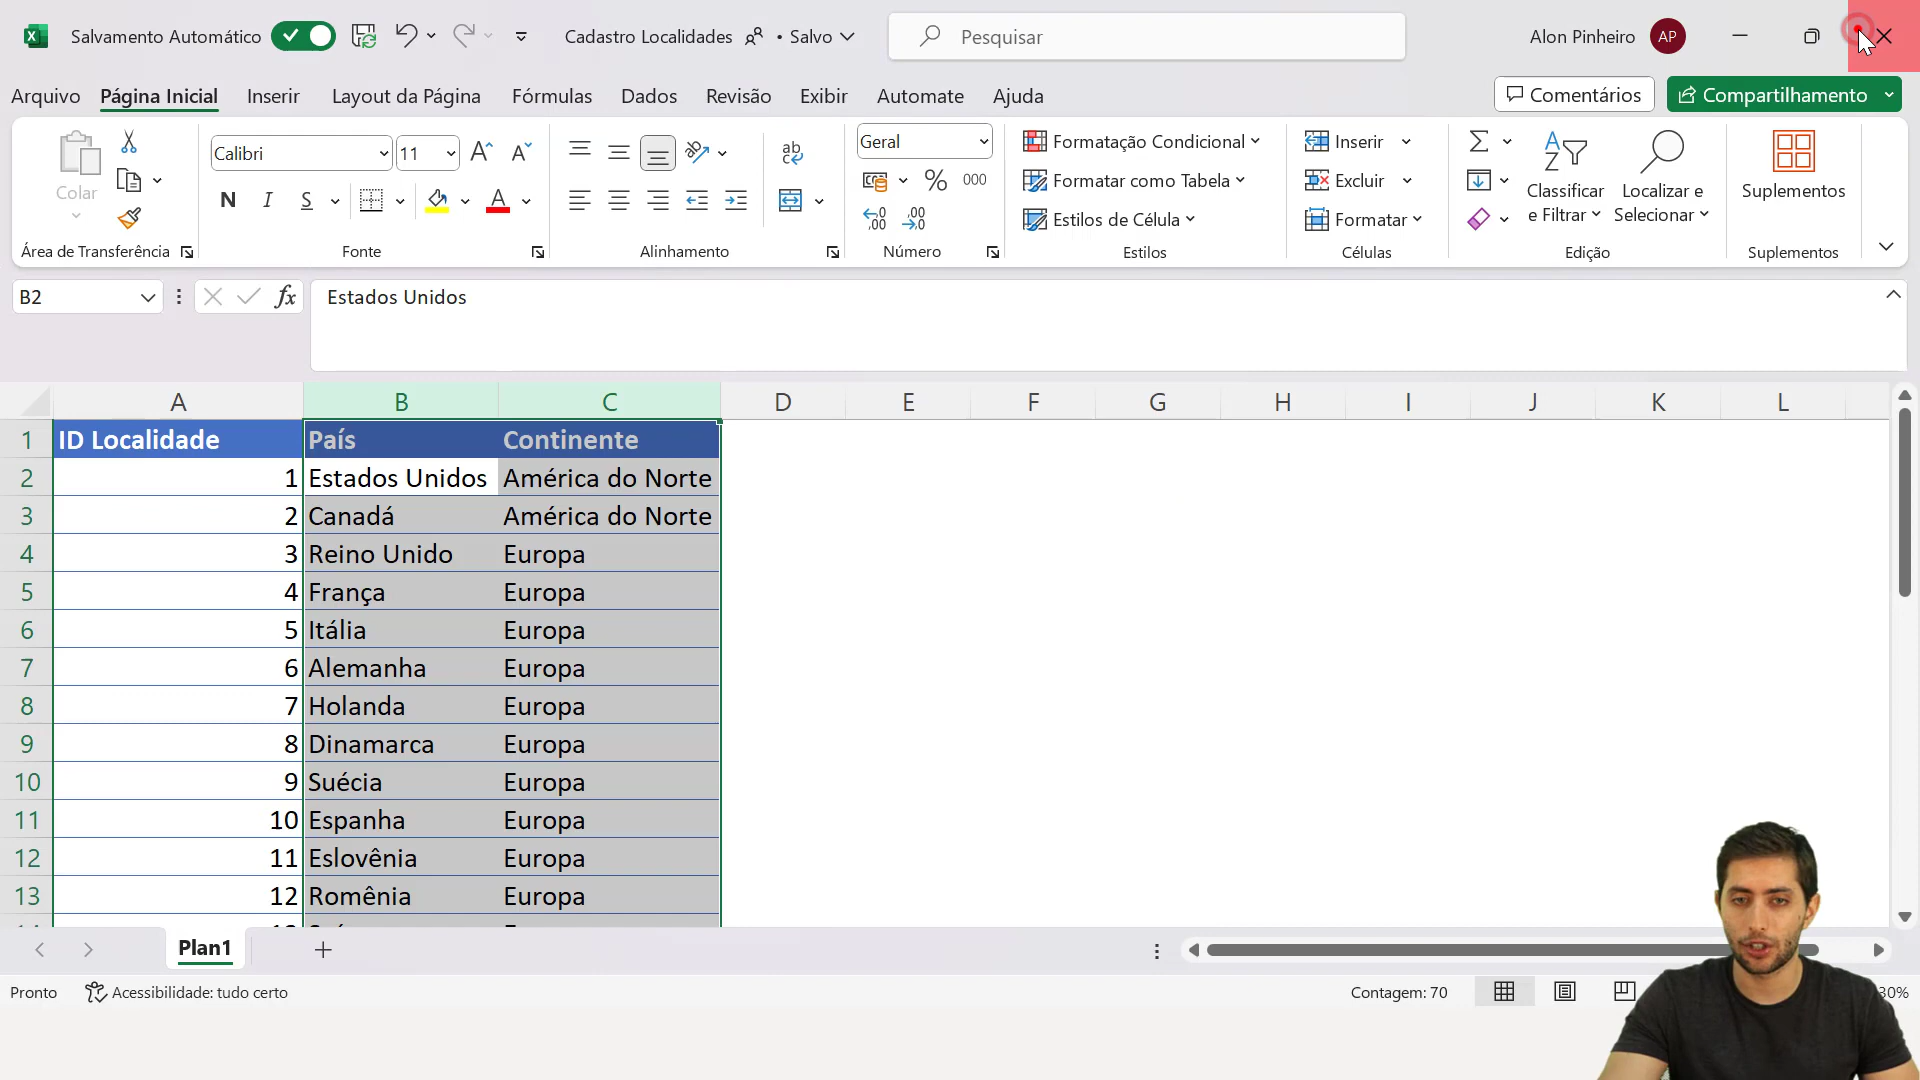 Salvamento Automático
Cadastro Localidades • Salvo
Pesquisar
Alon Pinheiro AP
Arquivo Página Inicial Inserir Layout da Página Fórmulas Dados Revisão Exibir Automate Ajuda
Comentários Compartilhamento
Colar
Área de Transferência
Calibri 11
N I S A
Fonte
ab
Alinhamento
Geral
% 000
Número
Formatação Condicional
Formatar como Tabela
Estilos de Célula
Estilos
Inserir
Excluir
Formatar
Células
Classificar e Filtrar
Localizar e Selecionar
Edição
Suplementos
Suplementos
B2 fx Estados Unidos
A B C D E F G H I J K L
1 ID Localidade País Continente
2 1 Estados Unidos América do Norte
3 2 Canadá América do Norte
4 3 Reino Unido Europa
5 4 França Europa
6 5 Itália Europa
7 6 Alemanha Europa
8 7 Holanda Europa
9 8 Dinamarca Europa
10 9 Suécia Europa
11 10 Espanha Europa
12 11 Eslovênia Europa
13 12 Romênia Europa
Plan1
Pronto Acessibilidade: tudo certo Contagem: 70 30%